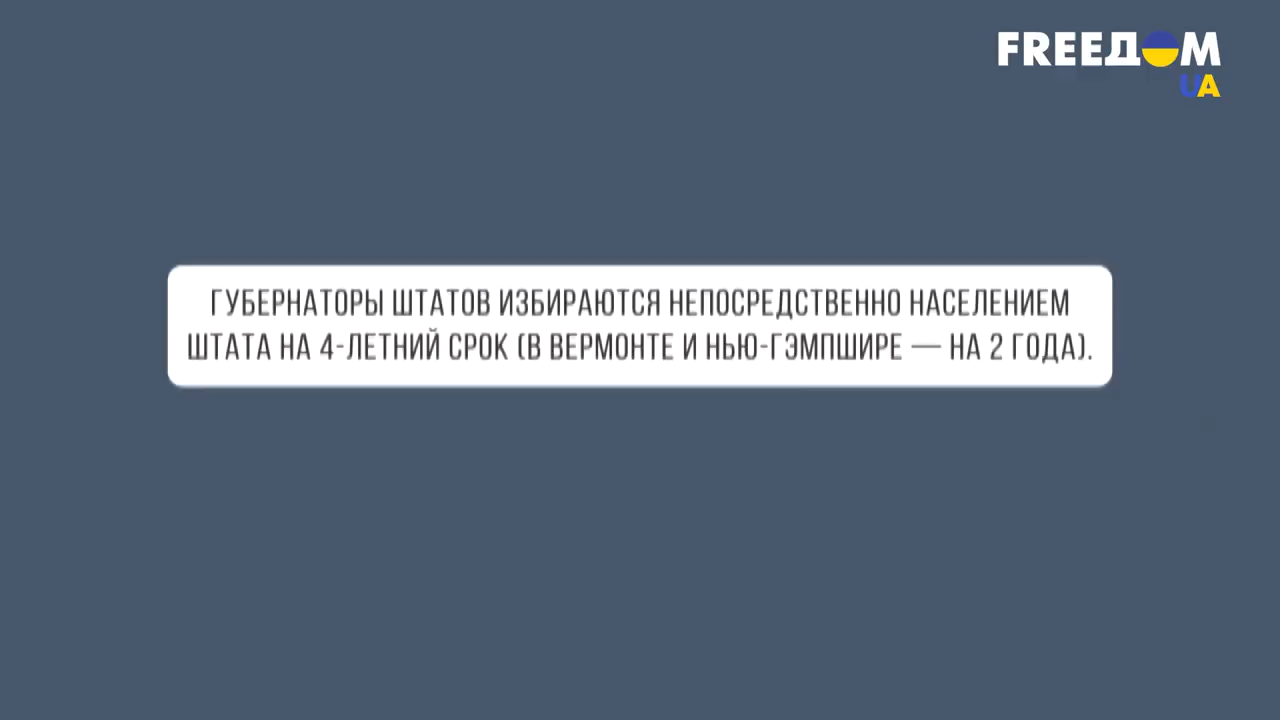 FREEДOM
UA
ГУБЕРНАТОРЫ ШТАТОВ ИЗБИРАЮТСЯ НЕПОСРЕДСТВЕННО НАСЕЛЕНИЕМ
ШТАТА НА 4-ЛЕТНИЙ СРОК (В ВЕРМОНТЕ И НЬЮ-ГЭМПШИРЕ — НА 2 ГОДА).